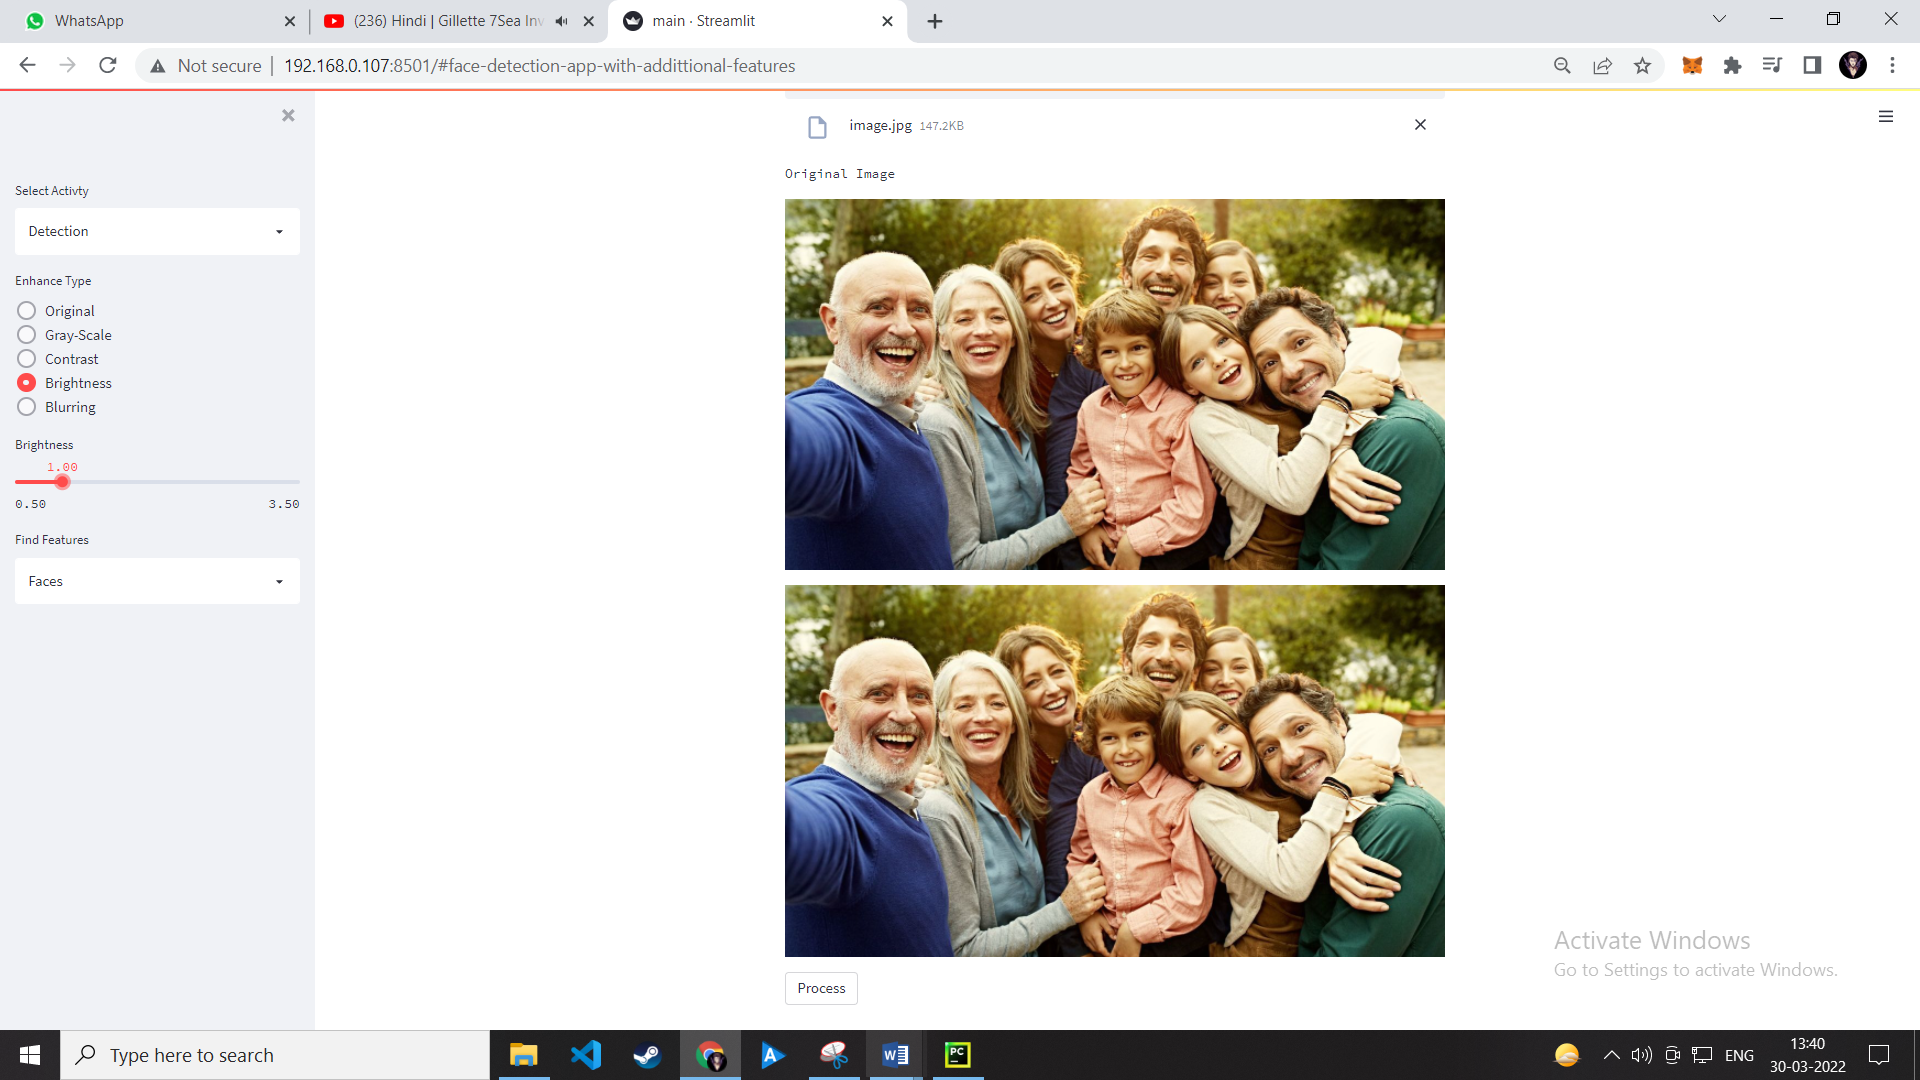 WhatsApp
(236) Hindi | Gillette 7Sea Inv
main · Streamlit
Not secure
192.168.0.107:8501/#face-detection-app-with-addittional-features
image.jpg 147.2KB
Original Image
Select Activty
Detection
Enhance Type
Original
Gray-Scale
Contrast
Brightness
Blurring
Brightness
1.00
0.50 3.50
Find Features
Faces
Process
Activate Windows
Go to Settings to activate Windows.
Type here to search
A
W
PC
ENG
13:40
30-03-2022